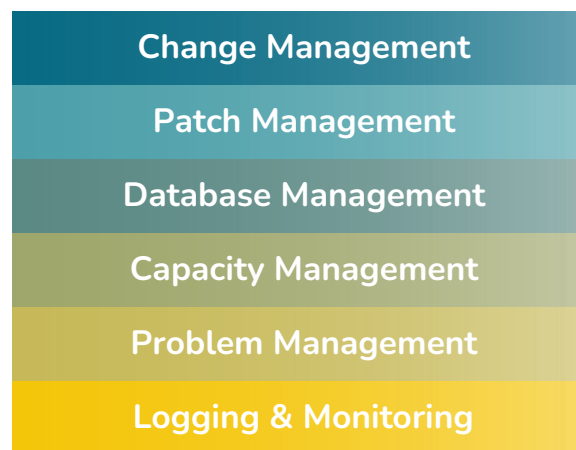 Change Management
Patch Management
Database Management
Capacity Management
Problem Management
Logging & Monitoring